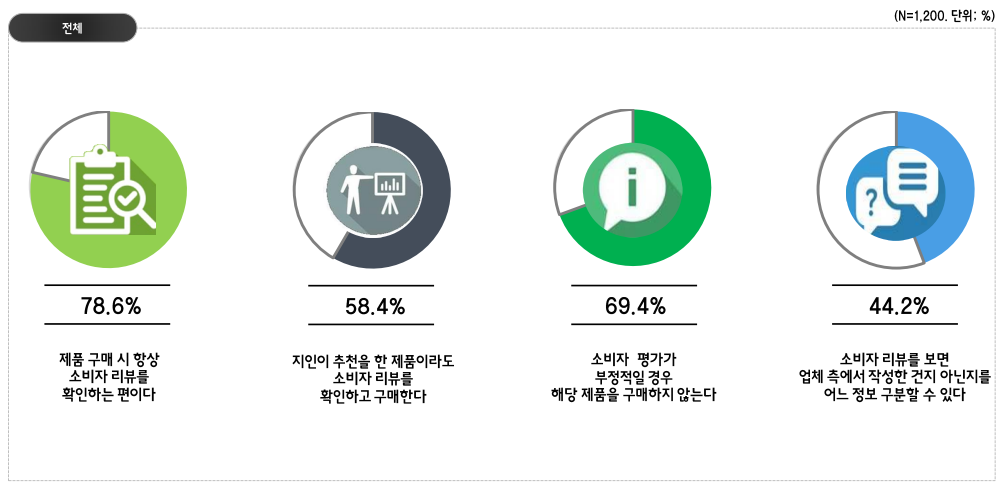 (N=1,200. 단위; %)
전체
78.6%
58.4%
69.4%
44.2%
제품 구매 시 항상
소비자 리뷰를
확인하는 편이다
지인이 추천을 한 제품이라도
소비자 리뷰를
확인하고 구매한다
소비자 평가가
부정적일 경우
해당 제품을 구매하지 않는다
소비자 리뷰를 보면
업체 측에서 작성한 건지 아닌지를
어느 정보 구분할 수 있다